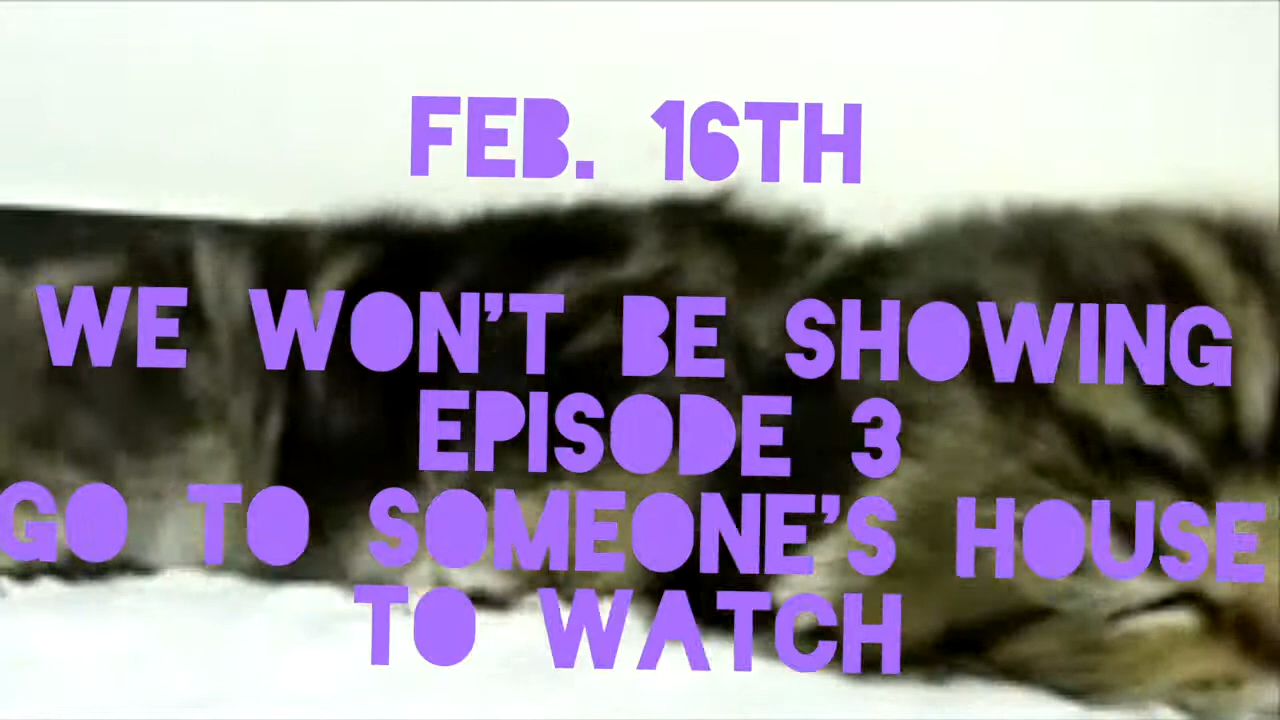 FEB. 16TH
WE WON'T BE SHOWING
EPISODE 3
GO TO SOMEONE'S HOUSE
TO WATCH